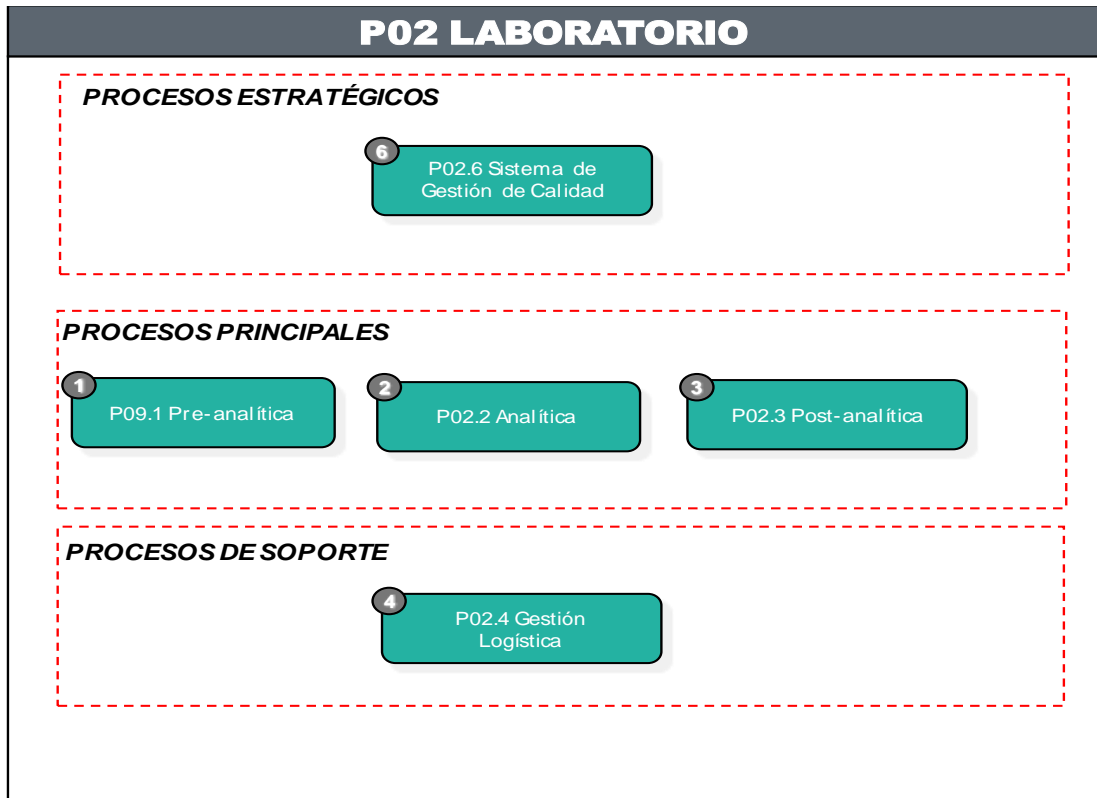 P02 LABORATORIO
PROCESOS ESTRATÉGICOS
6
P02.6 Sistema de
Gestión de Calidad
PROCESOS PRINCIPALES
1
P09.1 Pre-analítica
2
P02.2 Analítica
3
P02.3 Post-analítica
PROCESOS DE SOPORTE
4
P02.4 Gestión
Logística